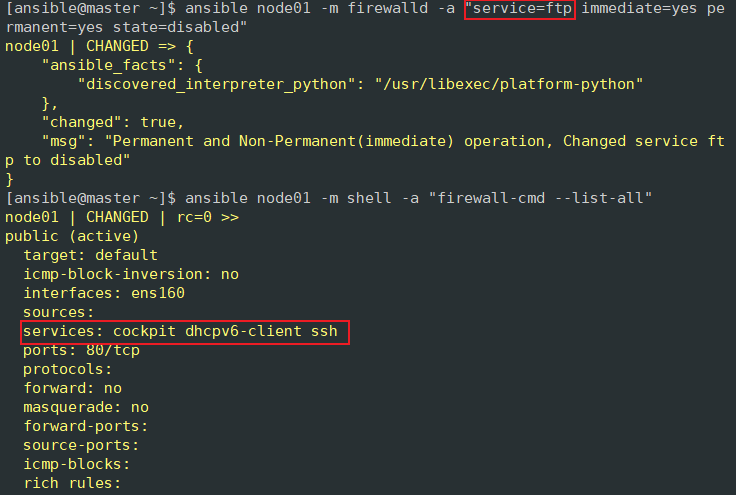 [ansible@master ~]$ ansible node01 -m firewalld -a "service=ftp immediate=yes pe
rmanent=yes state=disabled"
node01 | CHANGED => {
    "ansible_facts": {
        "discovered_interpreter_python": "/usr/libexec/platform-python"
    },
    "changed": true,
    "msg": "Permanent and Non-Permanent(immediate) operation, Changed service ft
p to disabled"
}
[ansible@master ~]$ ansible node01 -m shell -a "firewall-cmd --list-all"
node01 | CHANGED | rc=0 >>
public (active)
  target: default
  icmp-block-inversion: no
  interfaces: ens160
  sources:
  services: cockpit dhcpv6-client ssh
  ports: 80/tcp
  protocols:
  forward: no
  masquerade: no
  forward-ports:
  source-ports:
  icmp-blocks:
  rich rules: